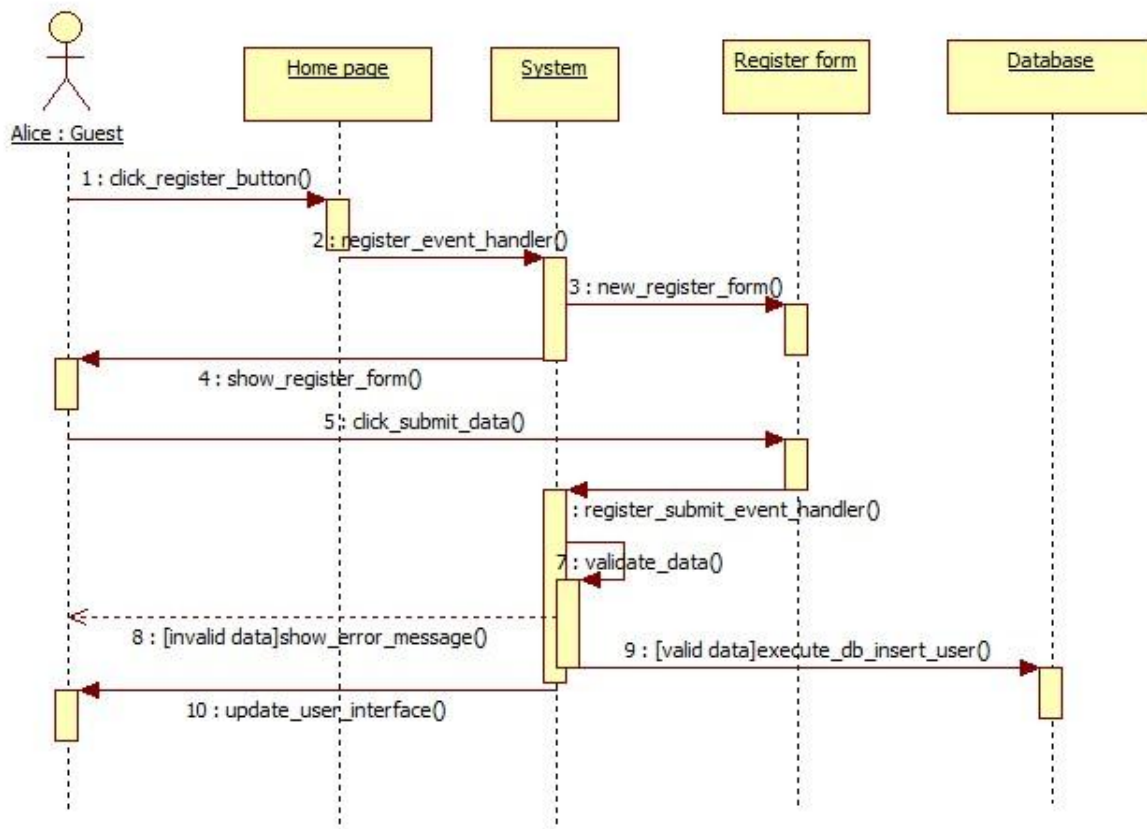 Home page
System
Register form
Database
Alice : Guest
1 : click_register_button()
2 : register_event_handler()
3 : new_register_form()
4 : show_register_form()
5 : click_submit_data()
: register_submit_event_handler()
7 : validate_data()
8 : [invalid data]show_error_message()
9 : [valid data]execute_db_insert_user()
10 : update_user_interface()